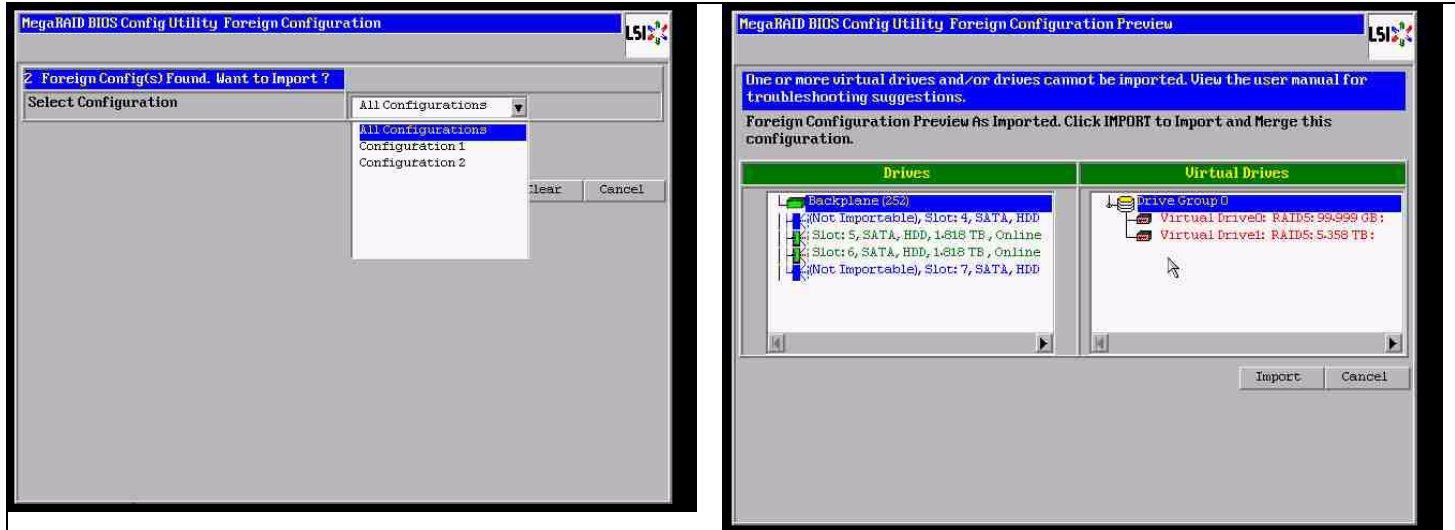 MegaRAID BIOS Config Utility Foreign Configuration
LSI
2 Foreign Config(s) Found. Want to Import ?
Select Configuration
All Configurations
All Configurations
Configuration 1
Configuration 2
Clear
Cancel
MegaRAID BIOS Config Utility Foreign Configuration Preview
LSI
One or more virtual drives and/or drives cannot be imported. View the user manual for
troubleshooting suggestions.
Foreign Configuration Preview As Imported. Click IMPORT to Import and Merge this
configuration.
Drives
Backplane (252)
(Not Importable), Slot: 4, SATA, HDD
Slot: 5, SATA, HDD, 1.818 TB, Online
Slot: 6, SATA, HDD, 1.818 TB, Online
(Not Importable), Slot: 7, SATA, HDD
Virtual Drives
Drive Group 0
Virtual Drive0: RAID5: 99.999 GB:
Virtual Drive1: RAID5: 5.358 TB:
Import
Cancel